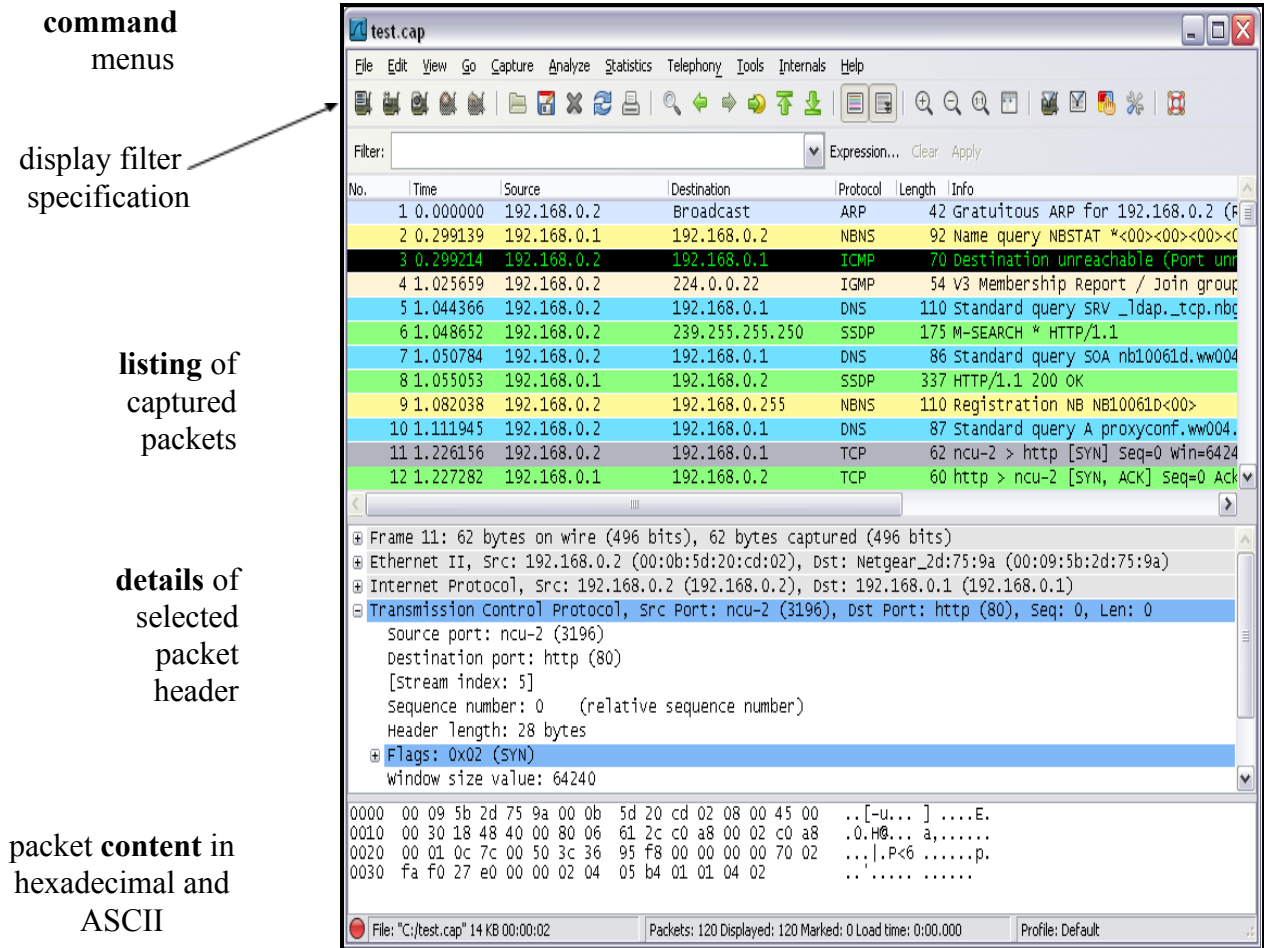 command
menus
display filter
specification
listing of
captured
packets
details of
selected
packet
header
packet content in
hexadecimal and
ASCII
test.cap
File Edit View Go Capture Analyze Statistics Telephony Tools Internals Help
Filter: Expression... Clear Apply
No. Time Source Destination Protocol Length Info
1 0.000000 192.168.0.2 Broadcast ARP 42 Gratuitous ARP for 192.168.0.2 (R
2 0.299139 192.168.0.1 192.168.0.2 NBNS 92 Name query NBSTAT *<00><00><00><0
3 0.299214 192.168.0.2 192.168.0.1 ICMP 70 Destination unreachable (Port unr
4 1.025659 192.168.0.2 224.0.0.22 IGMP 54 V3 Membership Report / Join group
5 1.044366 192.168.0.2 192.168.0.1 DNS 110 Standard query SRV _ldap._tcp.nbg
6 1.048652 192.168.0.2 239.255.255.250 SSDP 175 M-SEARCH * HTTP/1.1
7 1.050784 192.168.0.2 192.168.0.1 DNS 86 Standard query SOA nb10061d.ww004
8 1.055053 192.168.0.1 192.168.0.2 SSDP 337 HTTP/1.1 200 OK
9 1.082038 192.168.0.2 192.168.0.255 NBNS 110 Registration NB NB10061D<00>
10 1.111945 192.168.0.2 192.168.0.1 DNS 87 Standard query A proxyconf.ww004.
11 1.226156 192.168.0.2 192.168.0.1 TCP 62 ncu-2 > http [SYN] Seq=0 Win=6424
12 1.227282 192.168.0.1 192.168.0.2 TCP 60 http > ncu-2 [SYN, ACK] Seq=0 Ack
Frame 11: 62 bytes on wire (496 bits), 62 bytes captured (496 bits)
Ethernet II, Src: 192.168.0.2 (00:0b:5d:20:cd:02), Dst: Netgear_2d:75:9a (00:09:5b:2d:75:9a)
Internet Protocol, Src: 192.168.0.2 (192.168.0.2), Dst: 192.168.0.1 (192.168.0.1)
Transmission Control Protocol, Src Port: ncu-2 (3196), Dst Port: http (80), Seq: 0, Len: 0
Source port: ncu-2 (3196)
Destination port: http (80)
[Stream index: 5]
Sequence number: 0 (relative sequence number)
Header length: 28 bytes
Flags: 0x02 (SYN)
Window size value: 64240
0000 00 09 5b 2d 75 9a 00 0b 5d 20 cd 02 08 00 45 00 ..[-u... ] ....E.
0010 00 30 18 48 40 00 80 06 61 2c c0 a8 00 02 c0 a8 .0.H@... a,......
0020 00 01 0c 7c 00 50 3c 36 95 f8 00 00 00 00 70 02 ...|.P<6 ......p.
0030 fa f0 27 e0 00 00 02 04 05 b4 01 01 04 02 ..'..... ......
File: "C:/test.cap" 14 KB 00:00:02 Packets: 120 Displayed: 120 Marked: 0 Load time: 0:00.000 Profile: Default